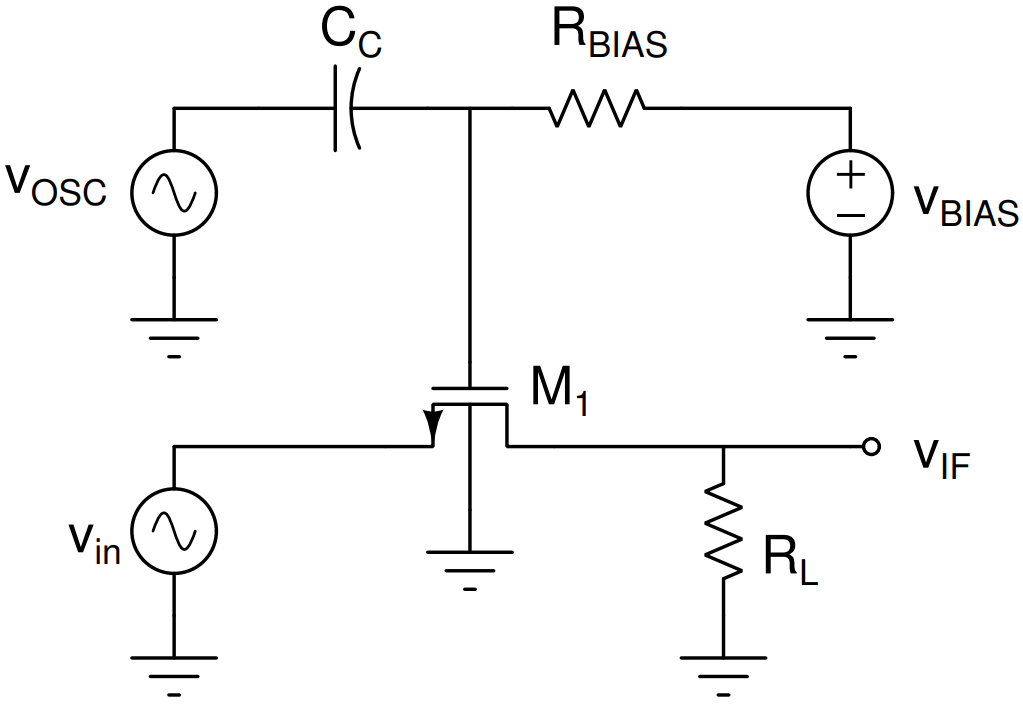 C_C
R_BIAS
v_OSC
v_BIAS
M_1
v_IF
v_in
R_L